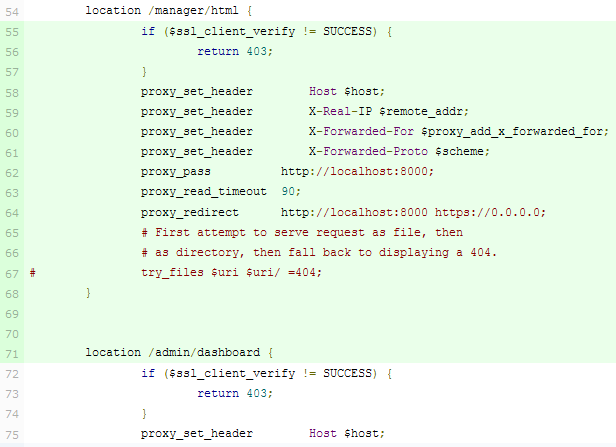 54 location /manager/html {
55 if ($ssl_client_verify != SUCCESS) {
56 return 403;
57 }
58 proxy_set_header Host $host;
59 proxy_set_header X-Real-IP $remote_addr;
60 proxy_set_header X-Forwarded-For $proxy_add_x_forwarded_for;
61 proxy_set_header X-Forwarded-Proto $scheme;
62 proxy_pass http://localhost:8000;
63 proxy_read_timeout 90;
64 proxy_redirect http://localhost:8000 https://0.0.0.0;
65 # First attempt to serve request as file, then
66 # as directory, then fall back to displaying a 404.
67 # try_files $uri $uri/ =404;
68 }
69
70
71 location /admin/dashboard {
72 if ($ssl_client_verify != SUCCESS) {
73 return 403;
74 }
75 proxy_set_header Host $host;